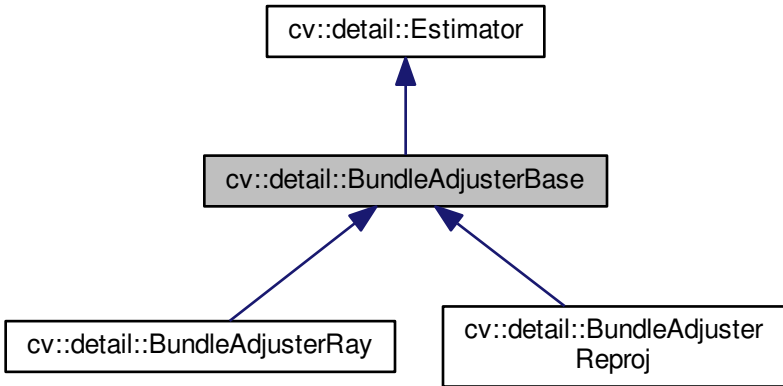 cv::detail::Estimator
cv::detail::BundleAdjusterBase
cv::detail::BundleAdjusterRay
cv::detail::BundleAdjuster
Reproj